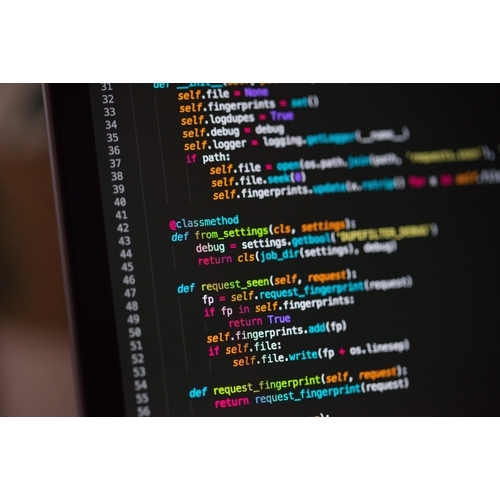 31 def __init__(self,
32 self.file = None
33 self.fingerprints = set()
34 self.logdupes = True
35 self.debug = debug
36 self.logger = logging.getLogger(__name__)
37 if path:
38 self.file = open(os.path.join(path, 'requests.seen'),
39 self.file.seek(0)
40 self.fingerprints.update(x.rstrip() for x in self.file)
41
42 @classmethod
43 def from_settings(cls, settings):
44 debug = settings.getbool('DUPEFILTER_DEBUG')
45 return cls(job_dir(settings), debug)
46
47 def request_seen(self, request):
48 fp = self.request_fingerprint(request)
49 if fp in self.fingerprints:
50 return True
51 self.fingerprints.add(fp)
52 if self.file:
53 self.file.write(fp + os.linesep)
54
55 def request_fingerprint(self, request):
56 return request_fingerprint(request)